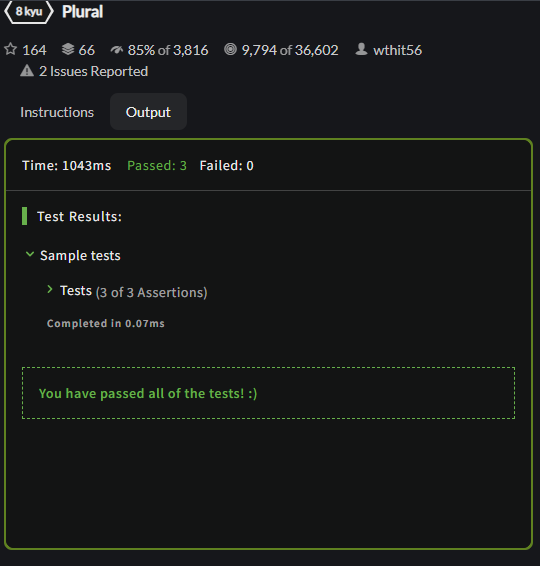 8 kyu Plural
164 66 85% of 3,816 9,794 of 36,602 wthit56
2 Issues Reported
Instructions Output
Time: 1043ms Passed: 3 Failed: 0
Test Results:
Sample tests
Tests (3 of 3 Assertions)
Completed in 0.07ms
You have passed all of the tests! :)